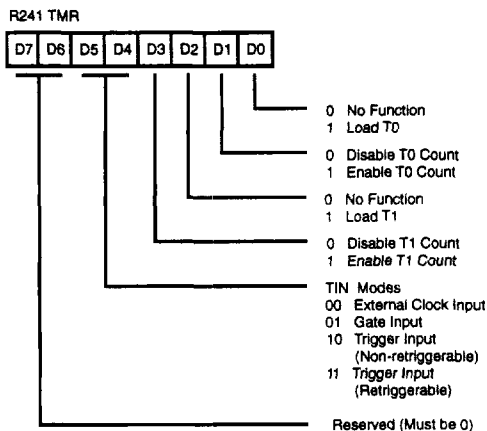 R241 TMR
D7 D6 D5 D4 D3 D2 D1 D0
0 No Function
1 Load T0
0 Disable T0 Count
1 Enable T0 Count
0 No Function
1 Load T1
0 Disable T1 Count
1 Enable T1 Count
TIN Modes
00 External Clock Input
01 Gate Input
10 Trigger Input
(Non-retriggerable)
11 Trigger Input
(Retriggerable)
Reserved (Must be 0)